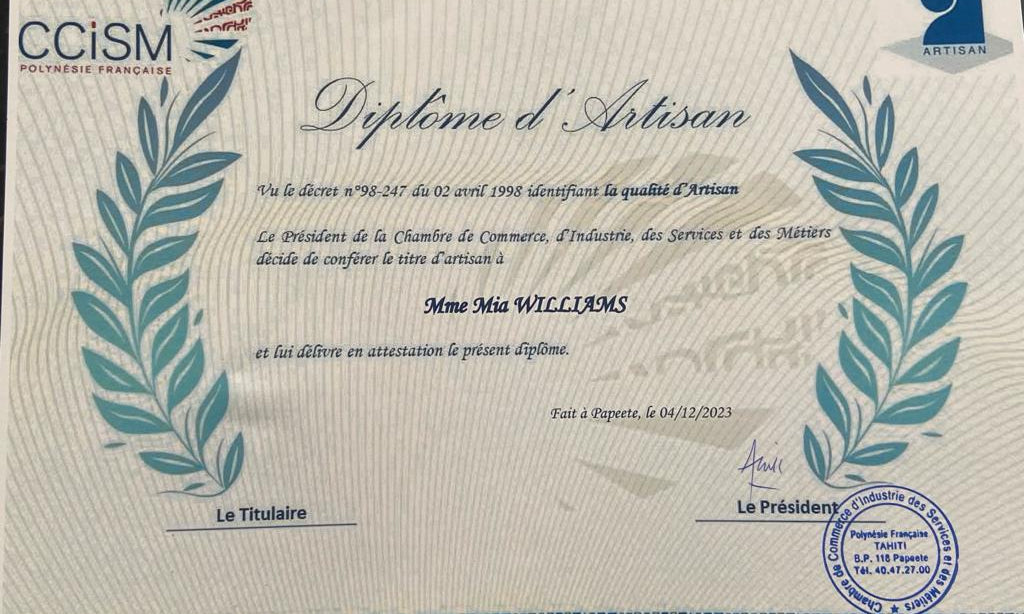 CCiSM
POLYNÉSIE FRANÇAISE
ARTISAN
Diplôme d'Artisan
Vu le décret n°98-247 du 02 avril 1998 identifiant la qualité d'Artisan
Le Président de la Chambre de Commerce, d'Industrie, des Services et des Métiers
décide de conférer le titre d'artisan à
Mme Mia WILLIAMS
et lui délivre en attestation le présent diplôme.
Fait à Papeete, le 04/12/2023
Le Titulaire
Le Président
Chambre de Commerce d'Industrie des Services et des Métiers
Polynésie Française
TAHITI
B.P. 118 Papeete
Tél. 40.47.27.00